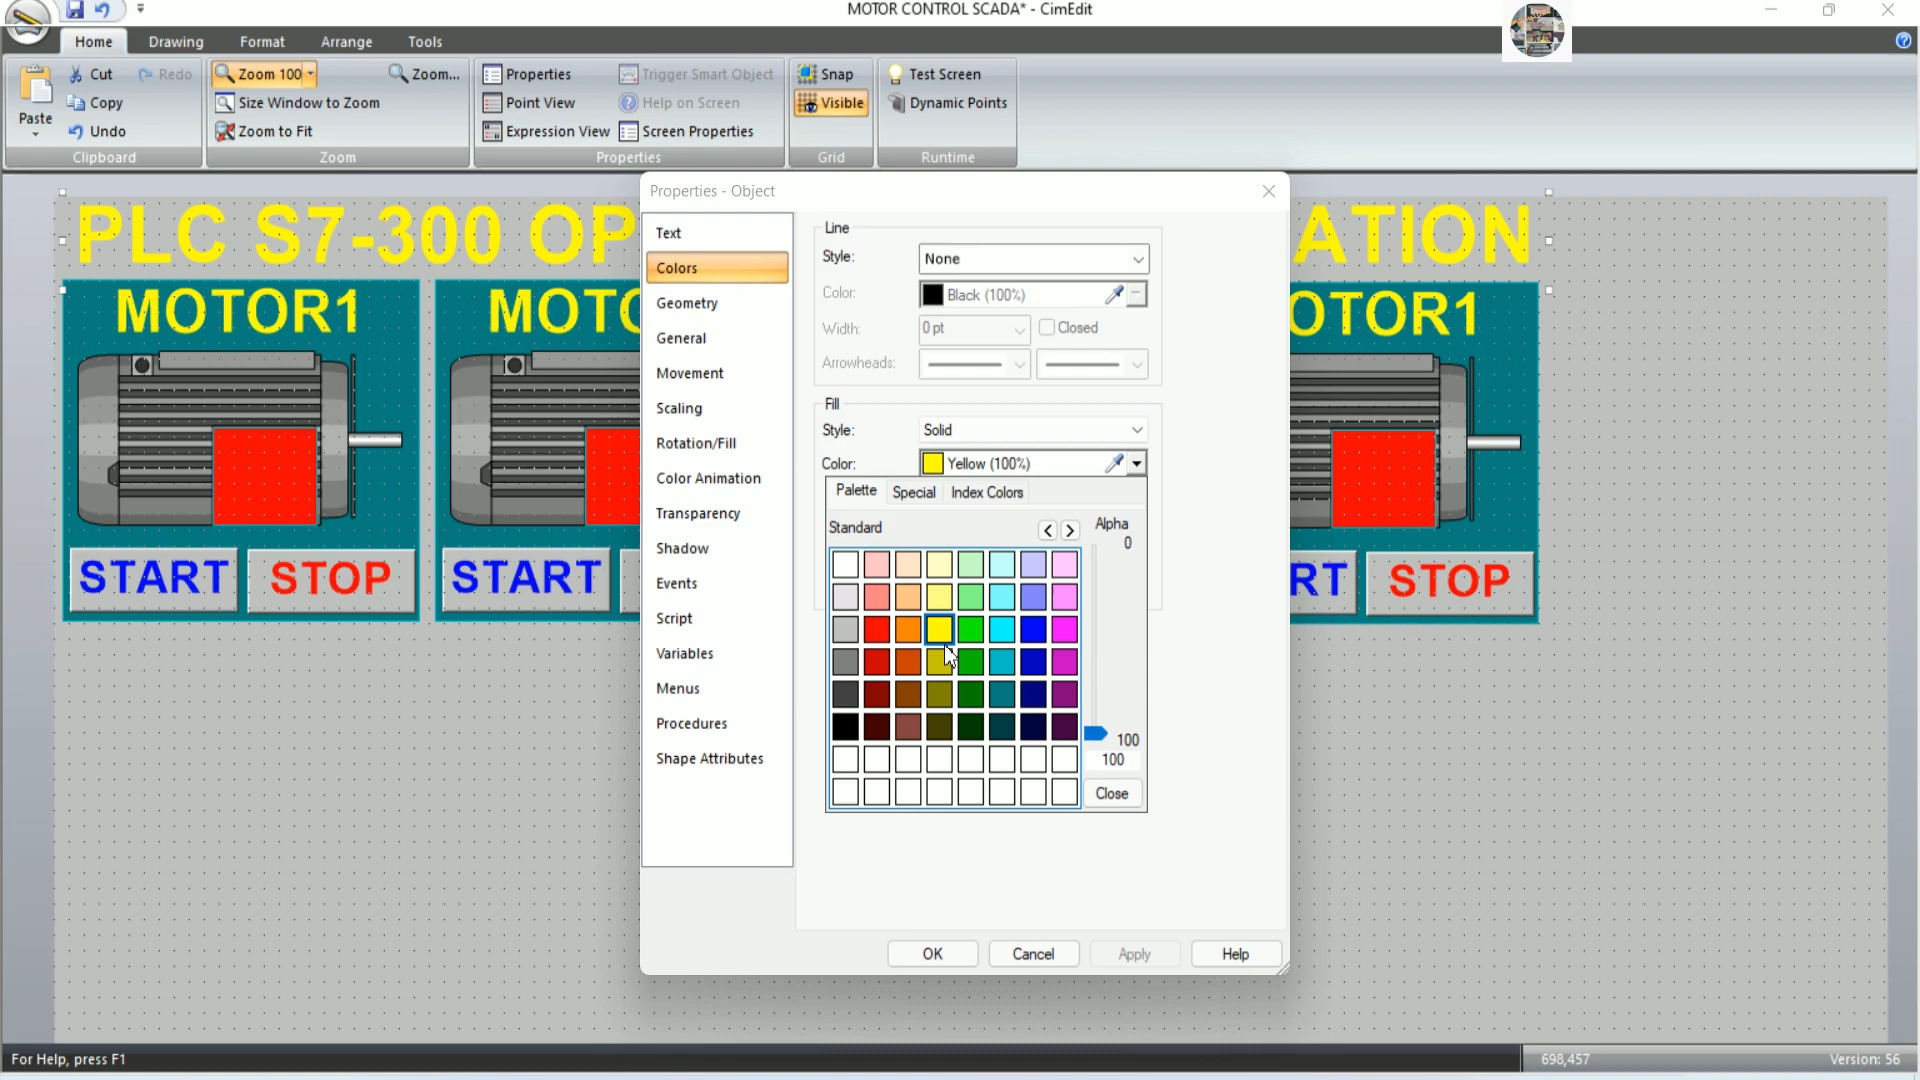 MOTOR CONTROL SCADA* - CimEdit
Home Drawing Format Arrange Tools
Paste
Cut
Copy
Undo
Redo
Clipboard
Zoom 100
Size Window to Zoom
Zoom to Fit
Zoom...
Zoom
Properties
Point View
Expression View
Trigger Smart Object
Help on Screen
Screen Properties
Properties
Snap
Visible
Grid
Test Screen
Dynamic Points
Runtime
PLC S7-300 OP
ATION
MOTOR1
MOTO
OTOR1
START STOP
START
RT STOP
Properties - Object
Text
Colors
Geometry
General
Movement
Scaling
Rotation/Fill
Color Animation
Transparency
Shadow
Events
Script
Variables
Menus
Procedures
Shape Attributes
Line
Style: None
Color: Black (100%)
Width: 0 pt Closed
Arrowheads:
Fill
Style: Solid
Color: Yellow (100%)
Palette Special Index Colors
Standard
Alpha
0
100
100
Close
OK Cancel Apply Help
For Help, press F1
698,457
Version: 56